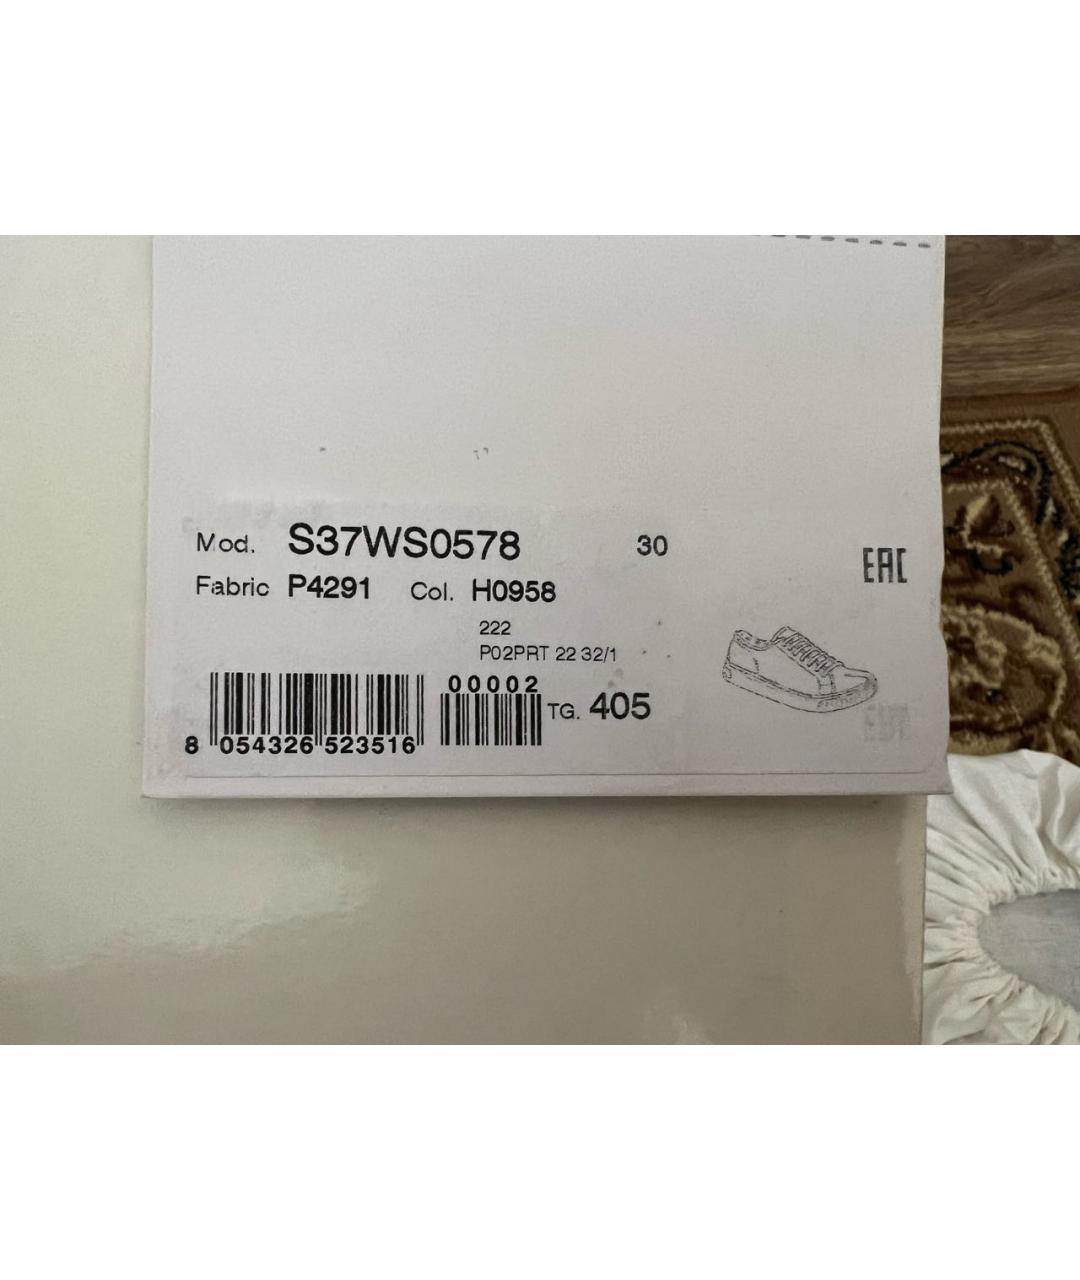 Mod. S37WS0578 30
Fabric P4291 Col. H0958
EAC
222
P02PRT 22 32/1
00002
TG. 405
8 054326 523516